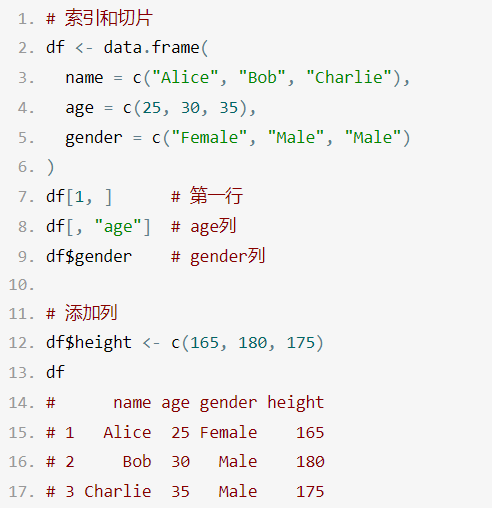 1. # 索引和切片
2. df <- data.frame(
3.   name = c("Alice", "Bob", "Charlie"),
4.   age = c(25, 30, 35),
5.   gender = c("Female", "Male", "Male")
6. )
7. df[1, ]      # 第一行
8. df[, "age"]  # age列
9. df$gender    # gender列
10.
11. # 添加列
12. df$height <- c(165, 180, 175)
13. df
14. #      name age gender height
15. # 1   Alice  25 Female    165
16. # 2     Bob  30   Male    180
17. # 3 Charlie  35   Male    175